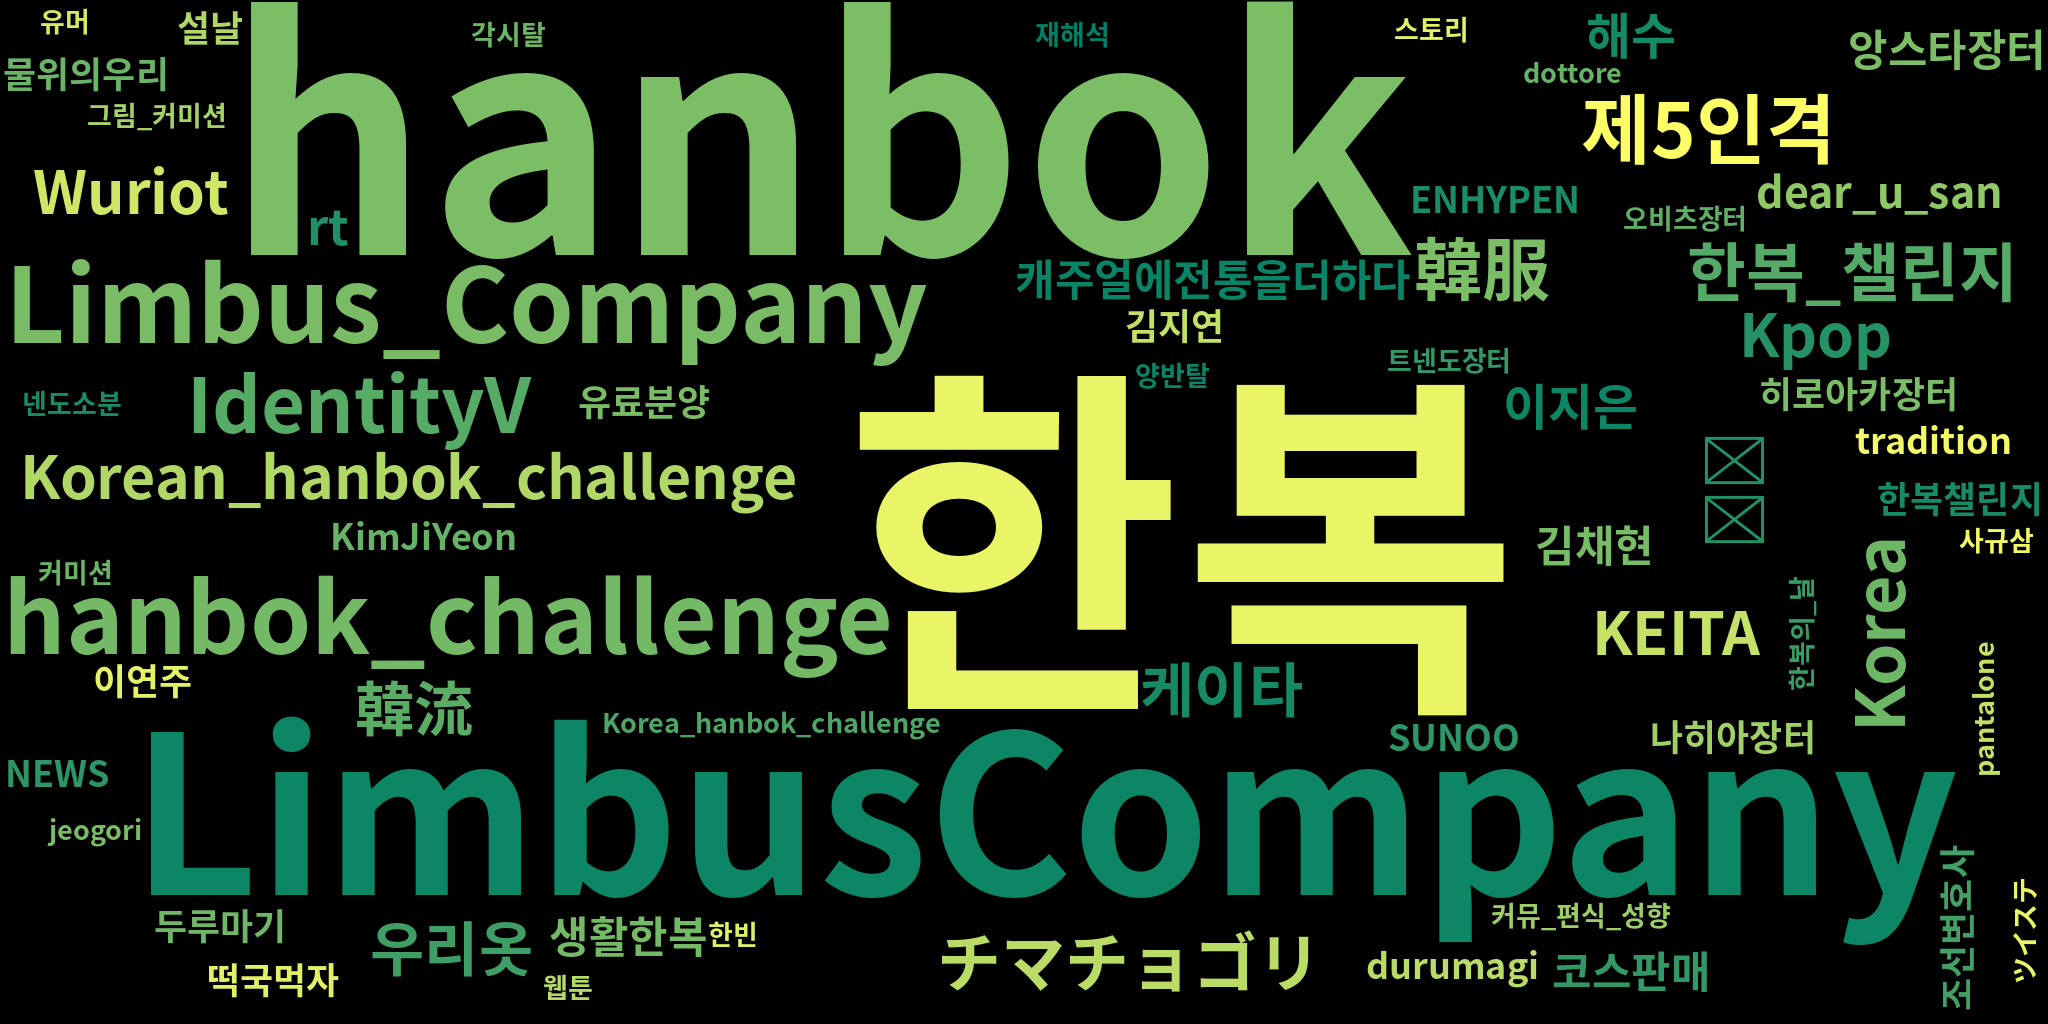 유머
설날
각시탈
재해석
스토리
해수
앙스타장터
물위의우리
dottore
그림_커미션
hanbok
제5인격
Wuriot
rt
ENHYPEN
dear_u_san
오비츠장터
Limbus_Company
캐주얼에전통을더하다
韓服
한복_챌린지
김지연
Kpop
양반탈
트넨도장터
넨도소분
IdentityV
유료분양
이지은
히로아카장터
tradition
Korean_hanbok_challenge
한복
한복챌린지
KimJiYeon
김채현
사규삼
커미션
hanbok_challenge
KEITA
한복의_날
Korea
이연주
韓流
케이타
pantalone
Korea_hanbok_challenge
SUNOO
나히아장터
NEWS
LimbusCompany
jeogori
두루마기
우리옷
생활한복
한빈
チマチョゴリ
커뮤_편식_성향
조선변호사
ツイステ
떡국먹자
웹툰
durumagi
코스판매